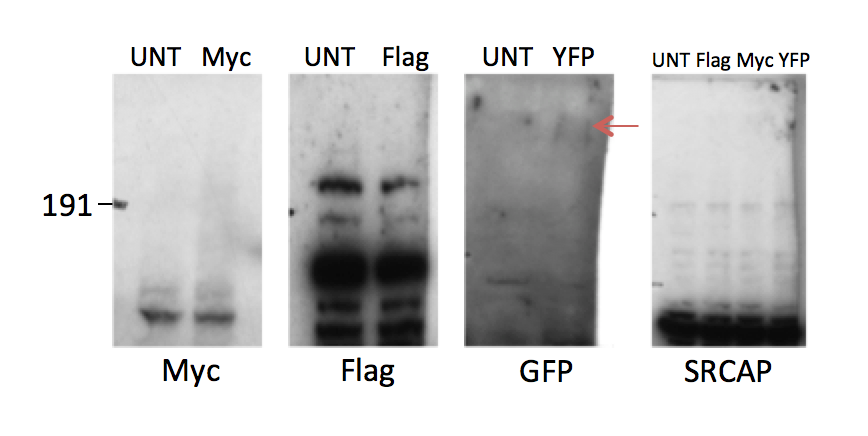 UNT Myc
UNT Flag
UNT YFP
UNT Flag Myc YFP
191
Myc
Flag
GFP
SRCAP